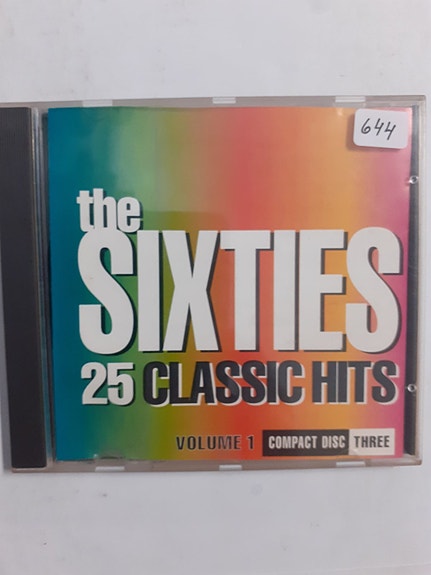 644
the
SIXTIES
25 CLASSIC HITS
VOLUME 1 COMPACT DISC THREE